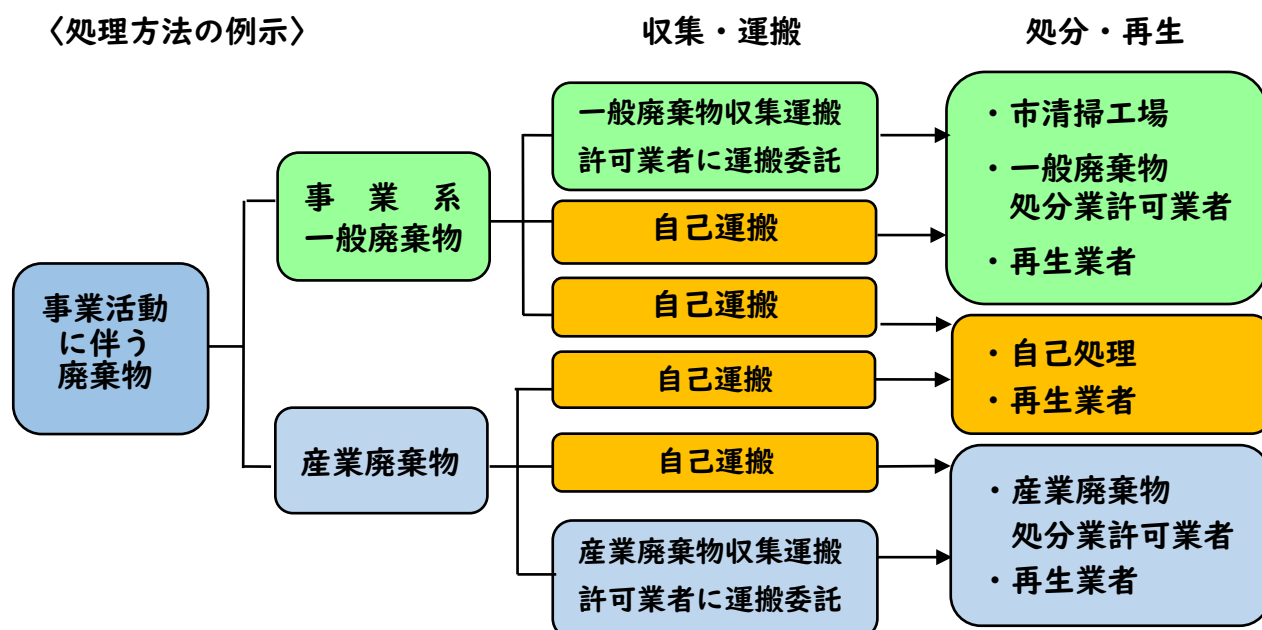 〈処理方法の例示〉
収集・運搬
処分・再生
事業活動
に伴う
廃棄物
事業系
一般廃棄物
産業廃棄物
一般廃棄物収集運搬
許可業者に運搬委託
自己運搬
自己運搬
自己運搬
自己運搬
産業廃棄物収集運搬
許可業者に運搬委託
・市清掃工場
・一般廃棄物
処分業許可業者
・再生業者
・自己処理
・再生業者
・産業廃棄物
処分業許可業者
・再生業者